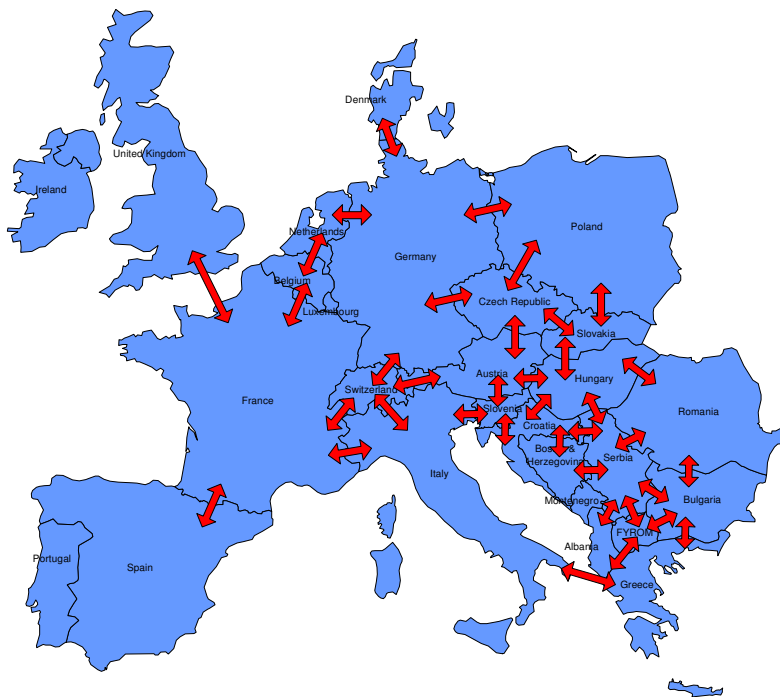 Denmark
United Kingdom
Ireland
Netherlands
Poland
Germany
Belgium
Czech Republic
Luxembourg
Slovakia
Austria
Hungary
Switzerland
France
Slovenia
Romania
Croatia
Italy
Serbia
Herzegovina
Montenegro
Bulgaria
FYROM
Albania
Portugal
Spain
Greece